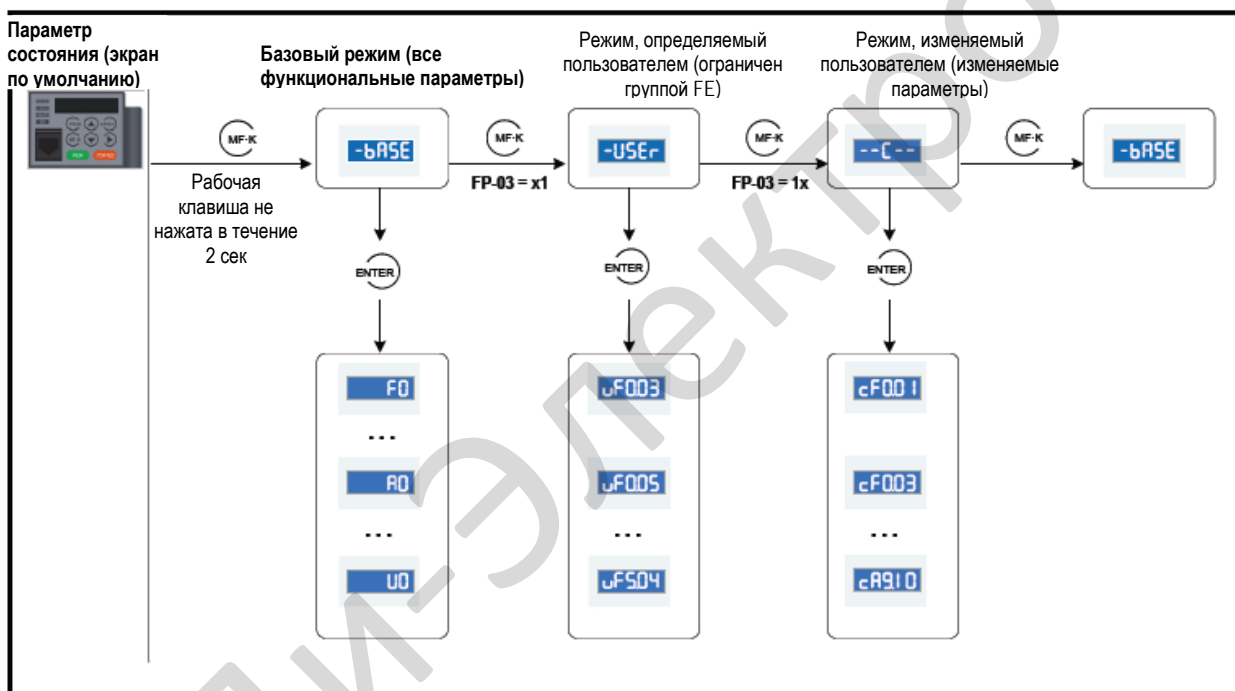 Параметр
состояния (экран
по умолчанию)
Базовый режим (все
функциональные параметры)
Режим, определяемый
пользователем (ограничен
группой FE)
Режим, изменяемый
пользователем (изменяемые
параметры)
MF·K
-bASE
MF·K
-USEr
MF·K
--C--
MF·K
-bASE
Рабочая
клавиша не
нажата в течение
2 сек
FP-03 = x1
FP-03 = 1x
ENTER
ENTER
ENTER
F0
...
A0
...
U0
uF0.03
uF0.05
...
uF5.04
cF0.01
cF0.03
...
cA9.10
ли-Электро